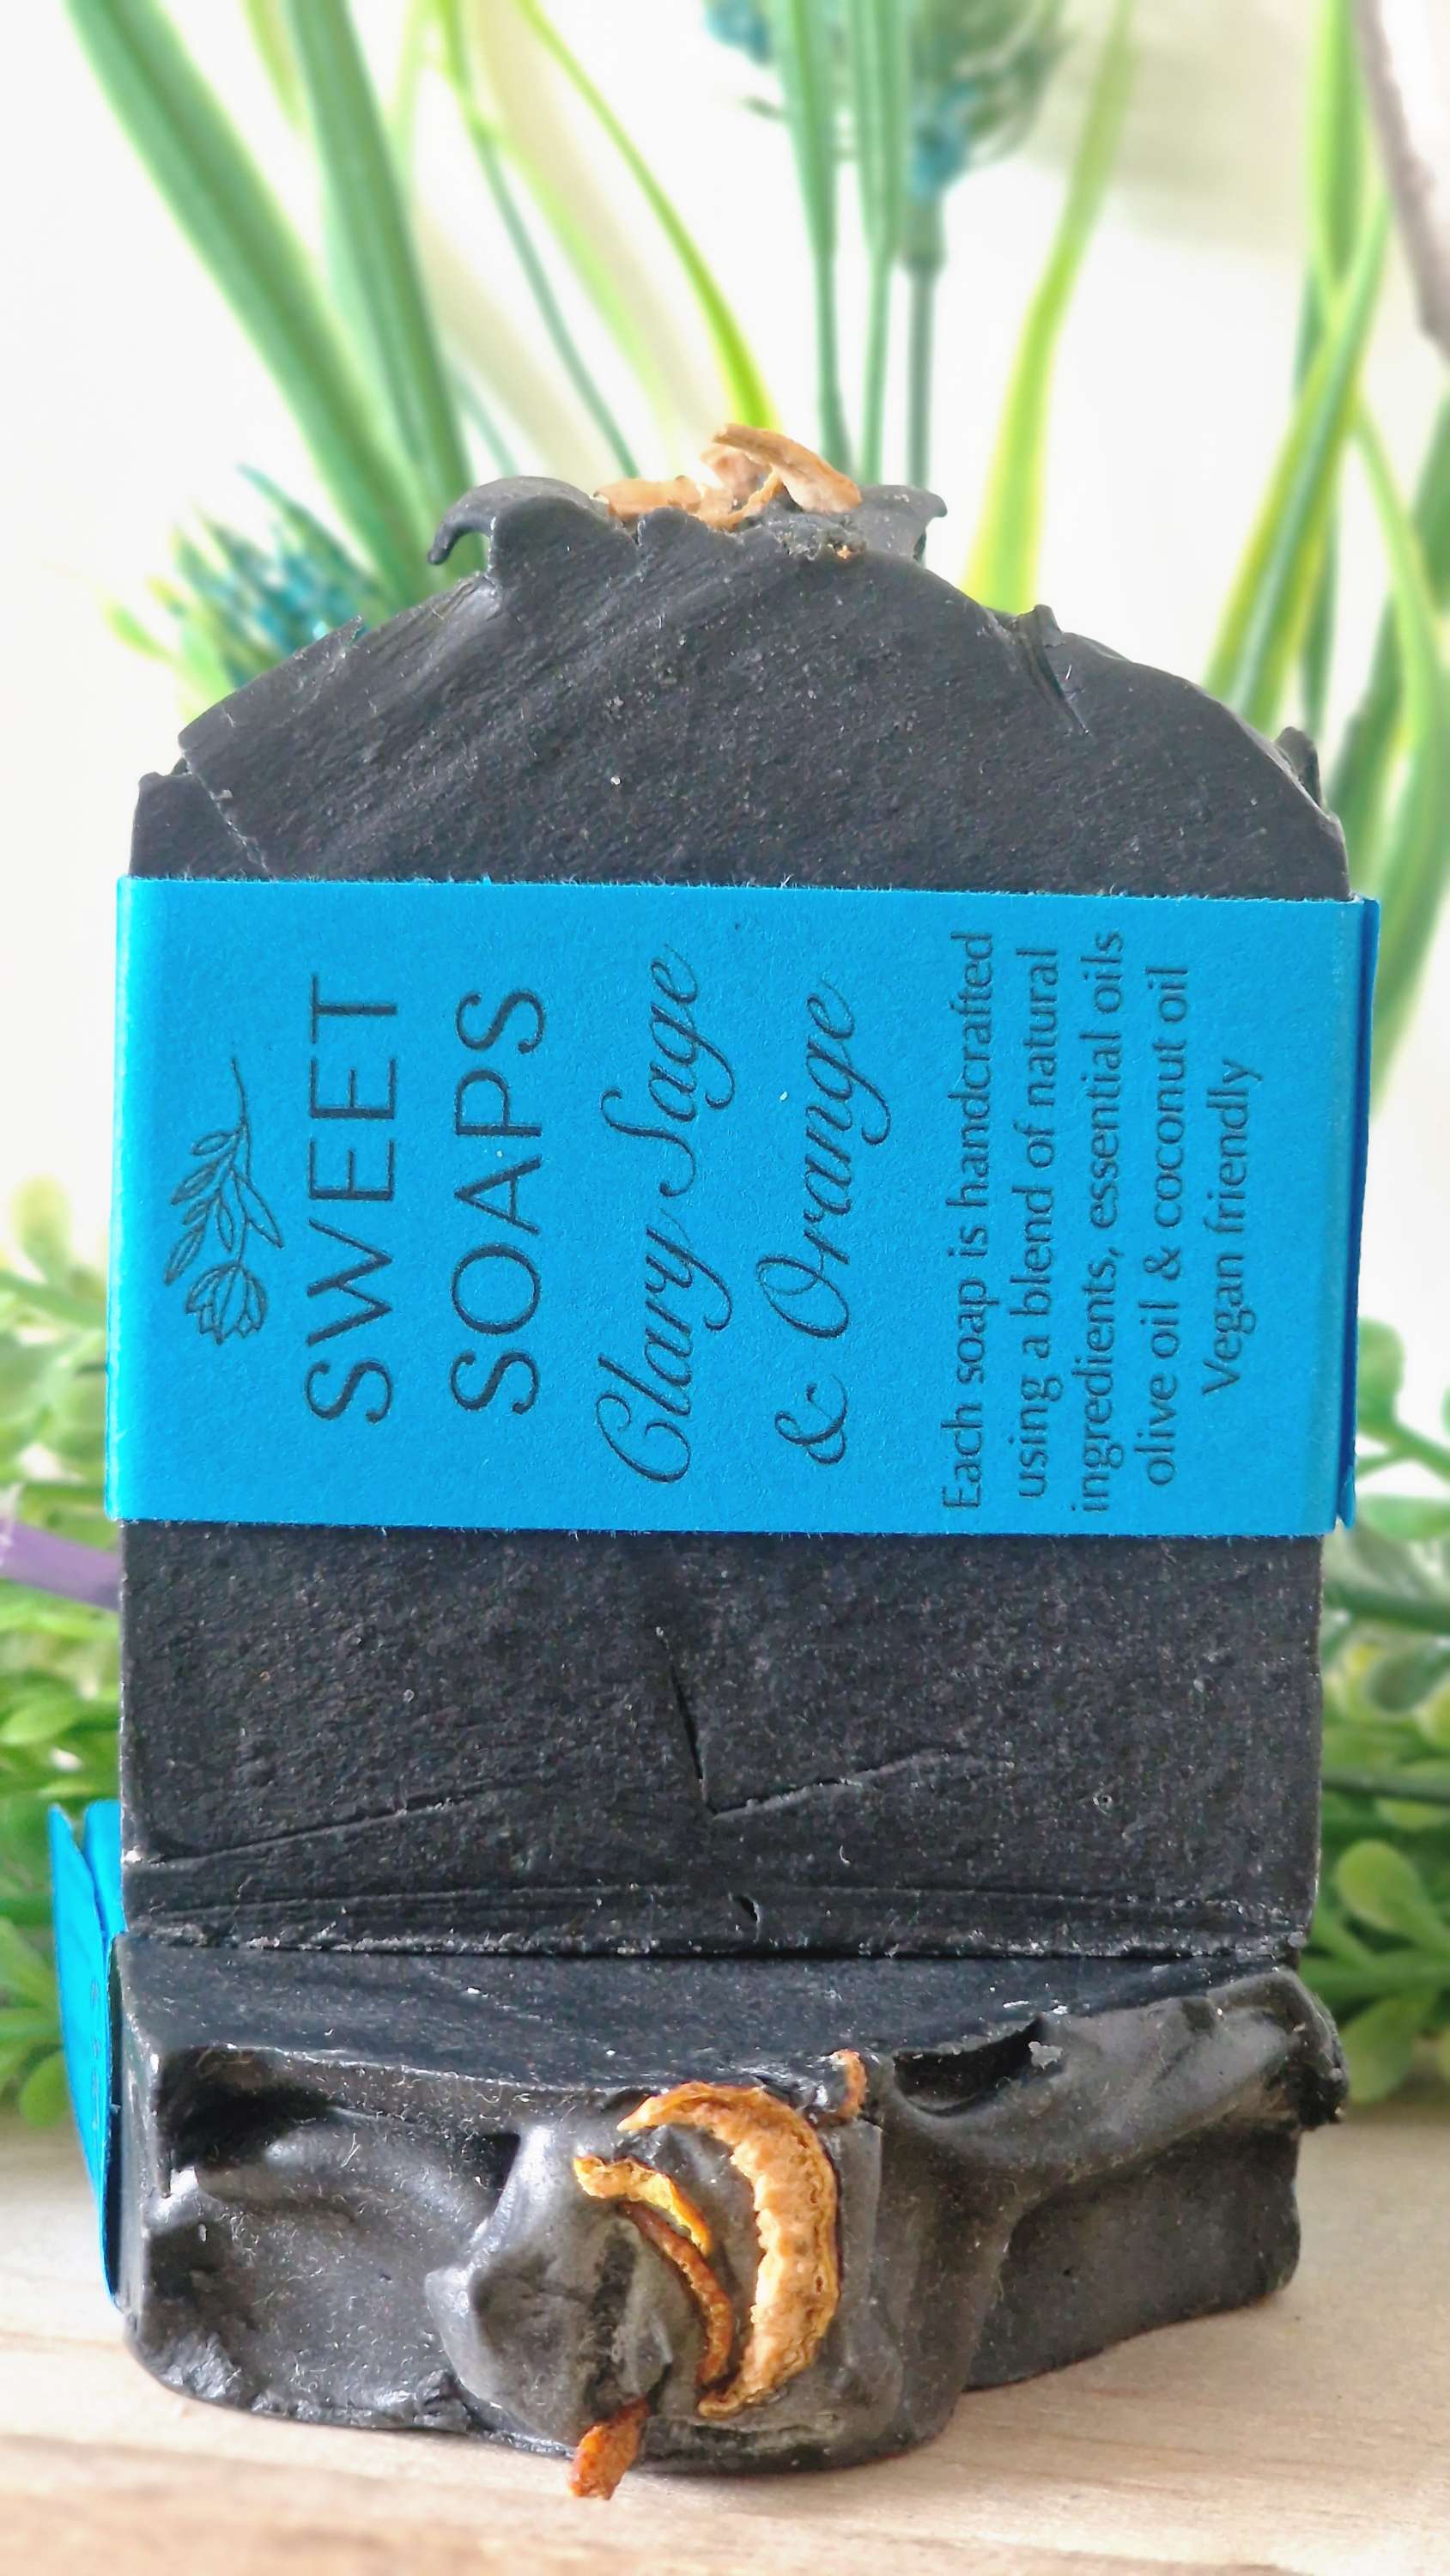 SWEET
SOAPS
Clary Sage
& Orange
Each soap is handcrafted
using a blend of natural
ingredients, essential oils
olive oil & coconut oil
Vegan friendly